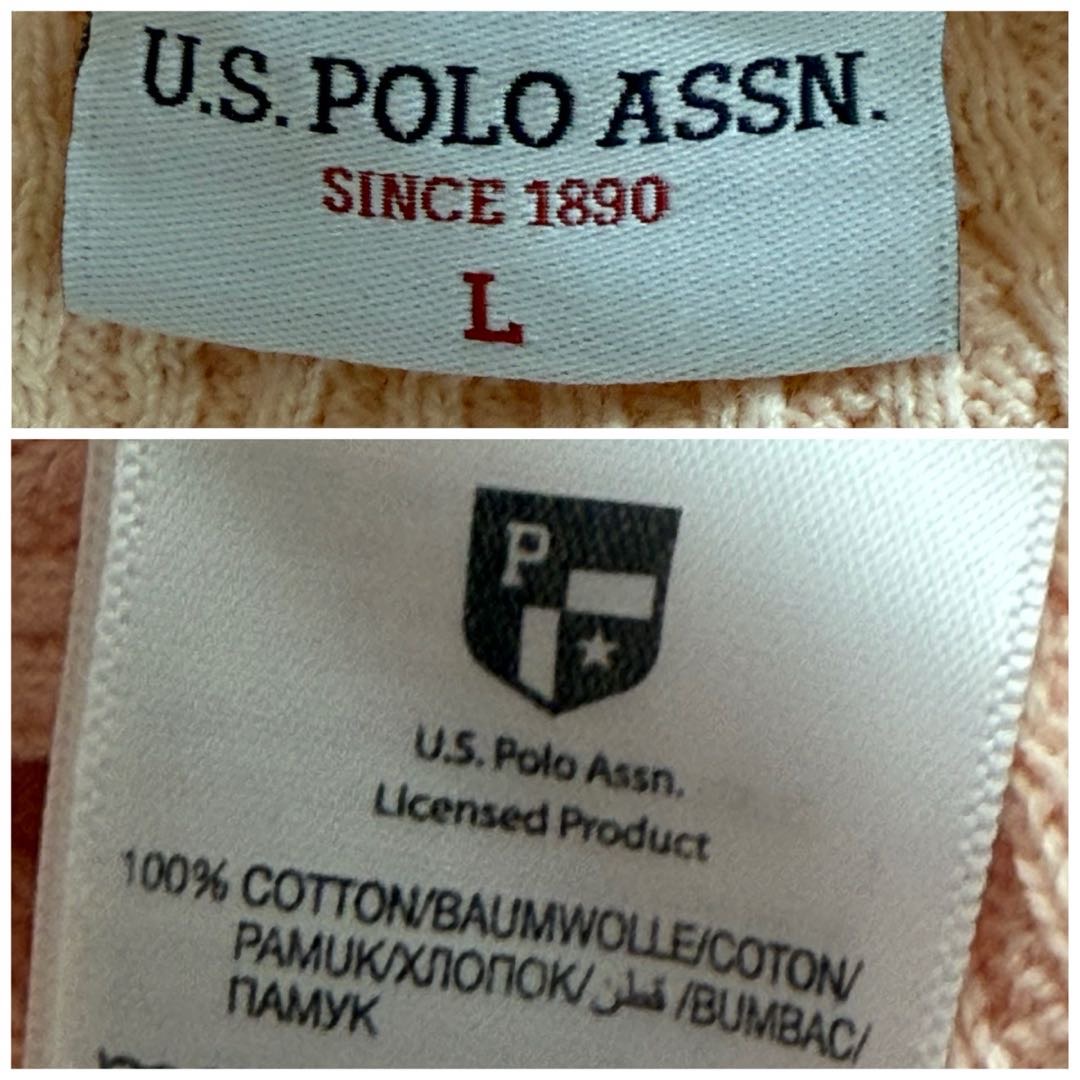 U.S. POLO ASSN.
SINCE 1890
L
P
U.S. Polo Assn.
Licensed Product
100% COTTON/BAUMWOLLE/COTON/
PAMUK/ХЛОПОК/قطن/BUMBAC/
ПАМУК